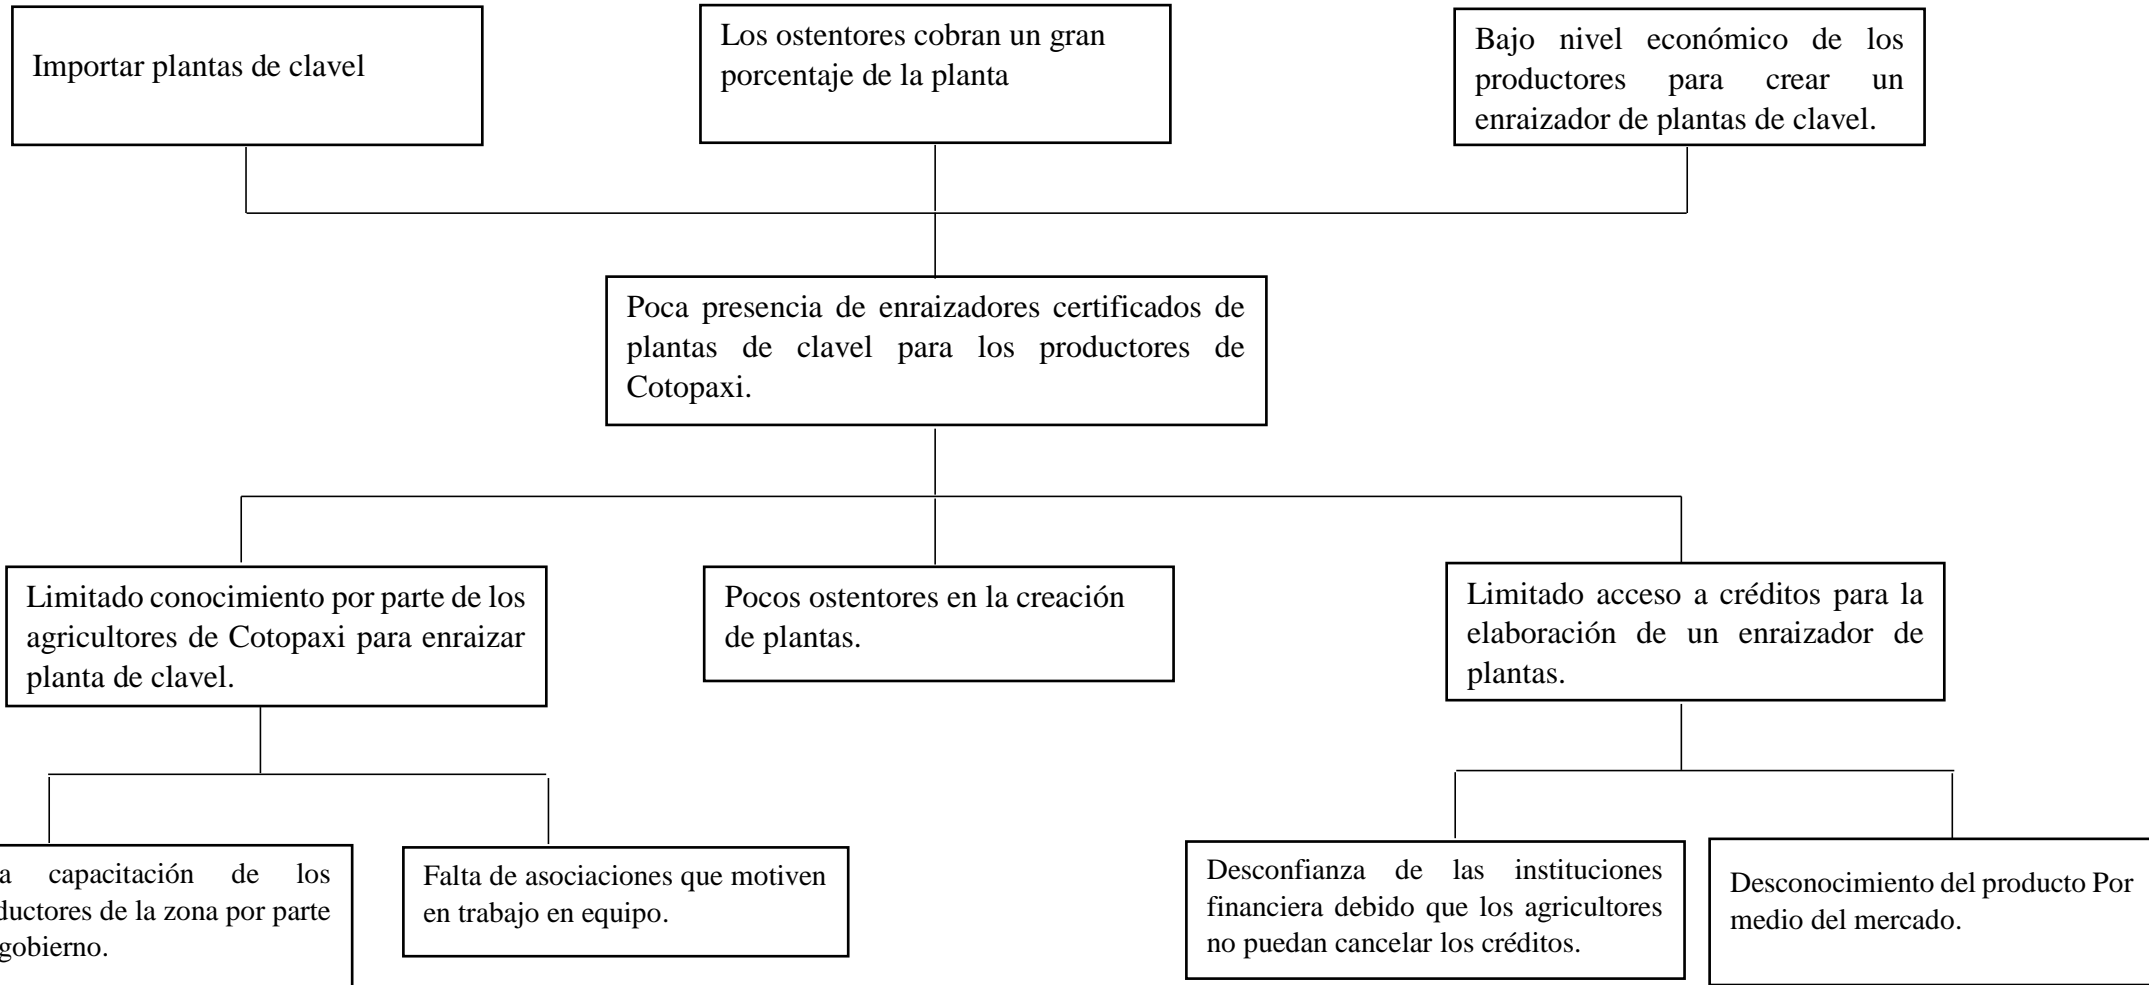 Importar plantas de clavel
Los ostentores cobran un gran
porcentaje de la planta
Bajo nivel económico de los
productores para crear un
enraizador de plantas de clavel.
Poca presencia de enraizadores certificados de
plantas de clavel para los productores de
Cotopaxi.
Limitado conocimiento por parte de los
agricultores de Cotopaxi para enraizar
planta de clavel.
Pocos ostentores en la creación
de plantas.
Limitado acceso a créditos para la
elaboración de un enraizador de
plantas.
capacitación de los
de la zona por parte
gobierno.
Falta de asociaciones que motiven
en trabajo en equipo.
Desconfianza de las instituciones
financiera debido que los agricultores
no puedan cancelar los créditos.
Desconocimiento del producto Por
medio del mercado.